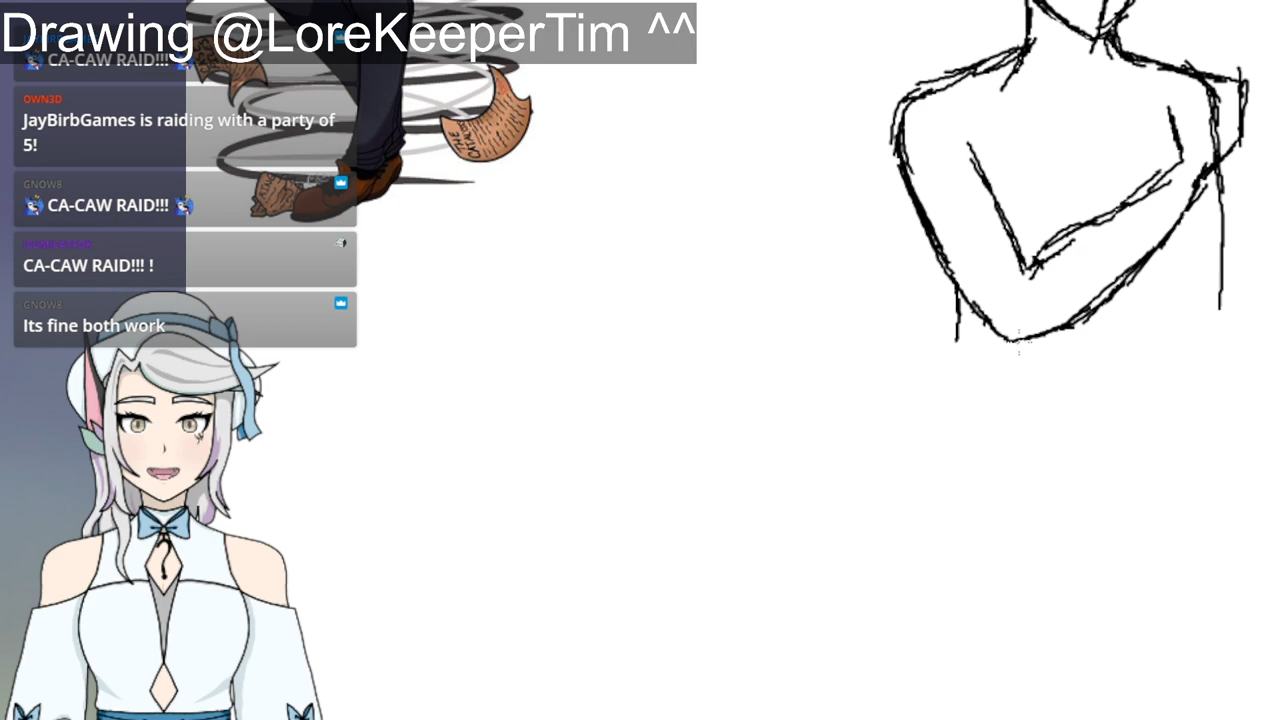 Drawing @LoreKeeperTim ^^
CA-CAW RAID!!!
OWN3D
JayBirbGames is raiding with a party of
5!
GNOW8
CA-CAW RAID!!!
CA-CAW RAID!!! !
GNOW8
Its fine both work
THE